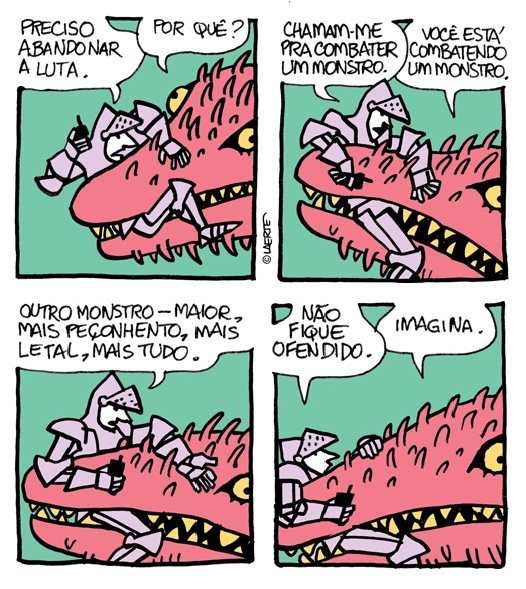 PRECISO
ABANDONAR
A LUTA.
POR QUÊ?
CHAMAM-ME
PRA COMBATER
UM MONSTRO.
VOCÊ ESTÁ
COMBATENDO
UM MONSTRO.
©LAERTE
OUTRO MONSTRO — MAIOR,
MAIS PEÇONHENTO, MAIS
LETAL, MAIS TUDO.
NÃO
FIQUE
OFENDIDO.
IMAGINA.